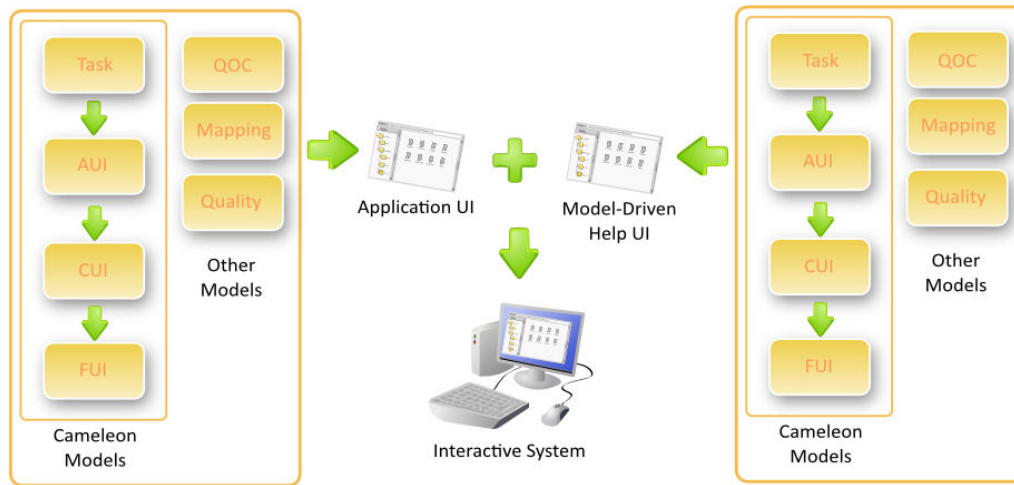 Task
AUI
CUI
FUI
Cameleon
Models
QOC
Mapping
Quality
Other
Models
Application UI
Model-Driven
Help UI
Interactive System
Task
AUI
CUI
FUI
Cameleon
Models
QOC
Mapping
Quality
Other
Models